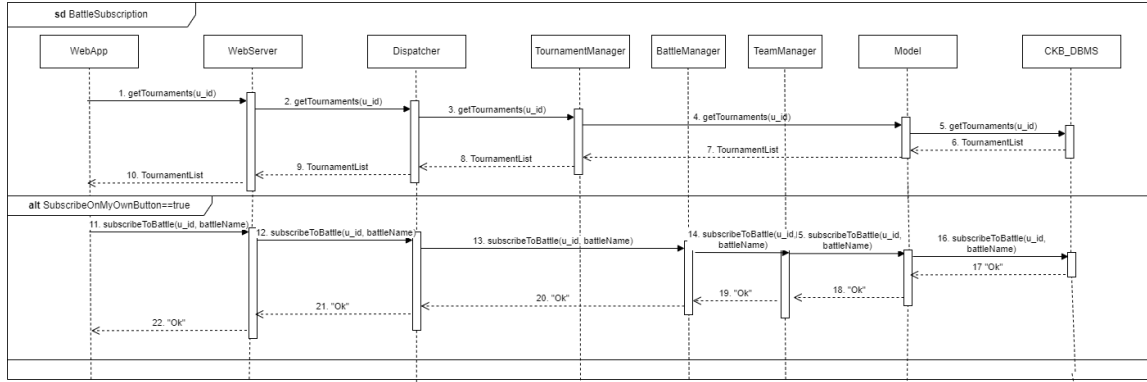 sd BattleSubscription
WebApp
WebServer
Dispatcher
TournamentManager
BattleManager
TeamManager
Model
CKB_DBMS
1. getTournaments(u_id)
2. getTournaments(u_id)
3. getTournaments(u_id)
4. getTournaments(u_id)
5. getTournaments(u_id)
6. TournamentList
7. TournamentList
8. TournamentList
9. TournamentList
10. TournamentList
alt SubscribeOnMyOwnButton==true
11. subscribeToBattle(u_id, battleName)
12. subscribeToBattle(u_id, battleName)
13. subscribeToBattle(u_id, battleName)
14. subscribeToBattle(u_id,
battleName)
5. subscribeToBattle(u_id,
battleName)
16. subscribeToBattle(u_id,
battleName)
17 "Ok"
18. "Ok"
19. "Ok"
20. "Ok"
21. "Ok"
22. "Ok"